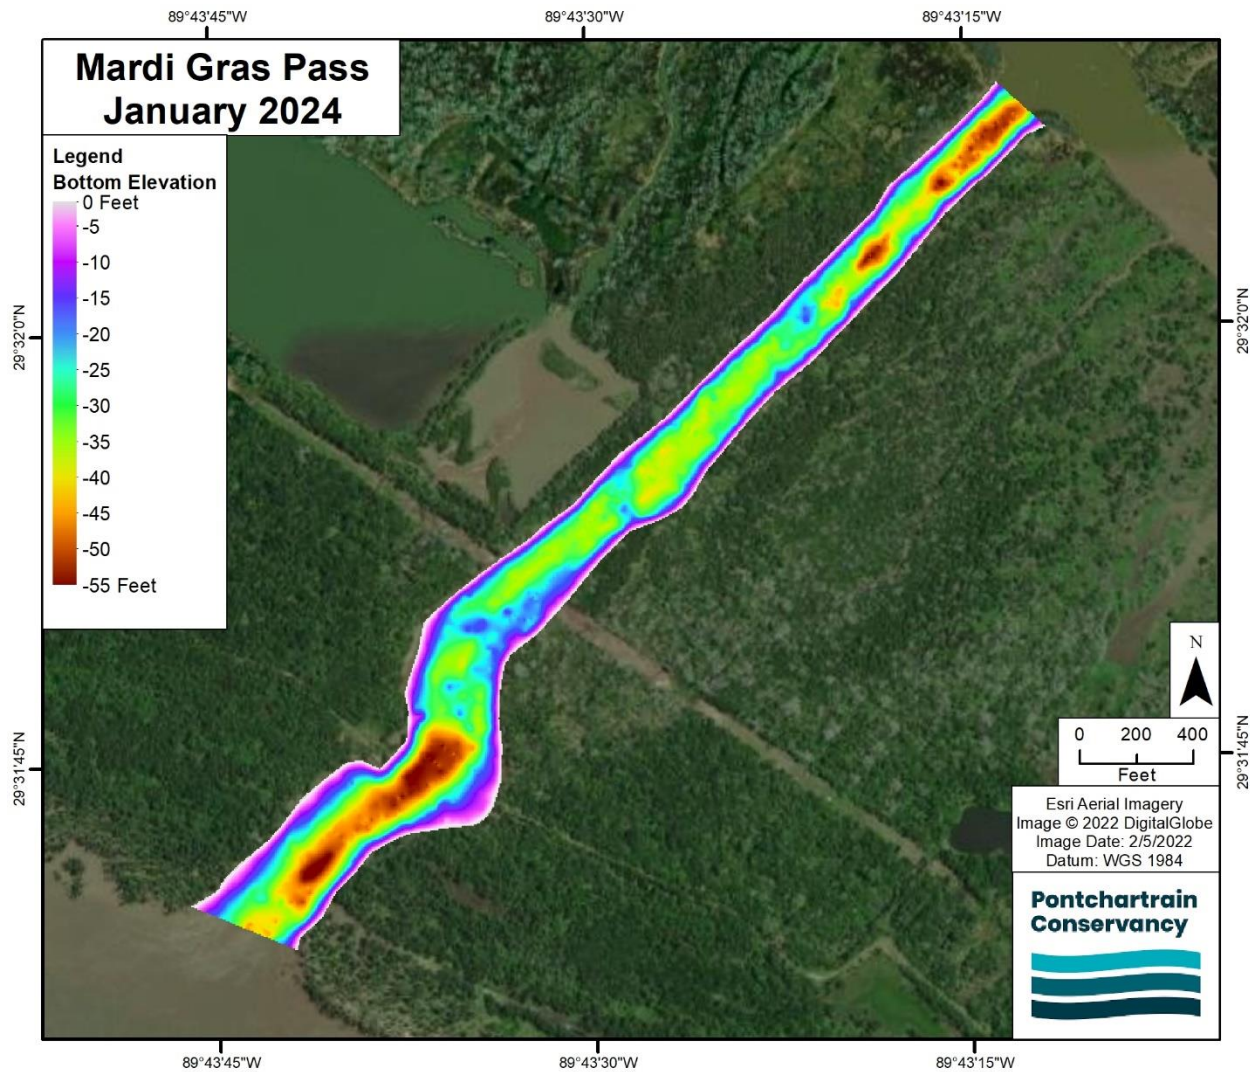 89°43'45"W
89°43'30"W
89°43'15"W
Mardi Gras Pass
January 2024
Legend
Bottom Elevation
0 Feet
-5
-10
-15
-20
-25
-30
-35
-40
-45
-50
-55 Feet
29°32'0"N
29°32'0"N
29°31'45"N
29°31'45"N
N
0 200 400
Feet
Esri Aerial Imagery
Image © 2022 DigitalGlobe
Image Date: 2/5/2022
Datum: WGS 1984
Pontchartrain
Conservancy
89°43'45"W
89°43'30"W
89°43'15"W